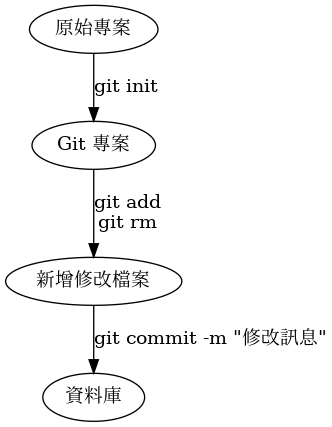 原始專案
git init
Git 專案
git add
git rm
新增修改檔案
git commit -m "修改訊息"
資料庫